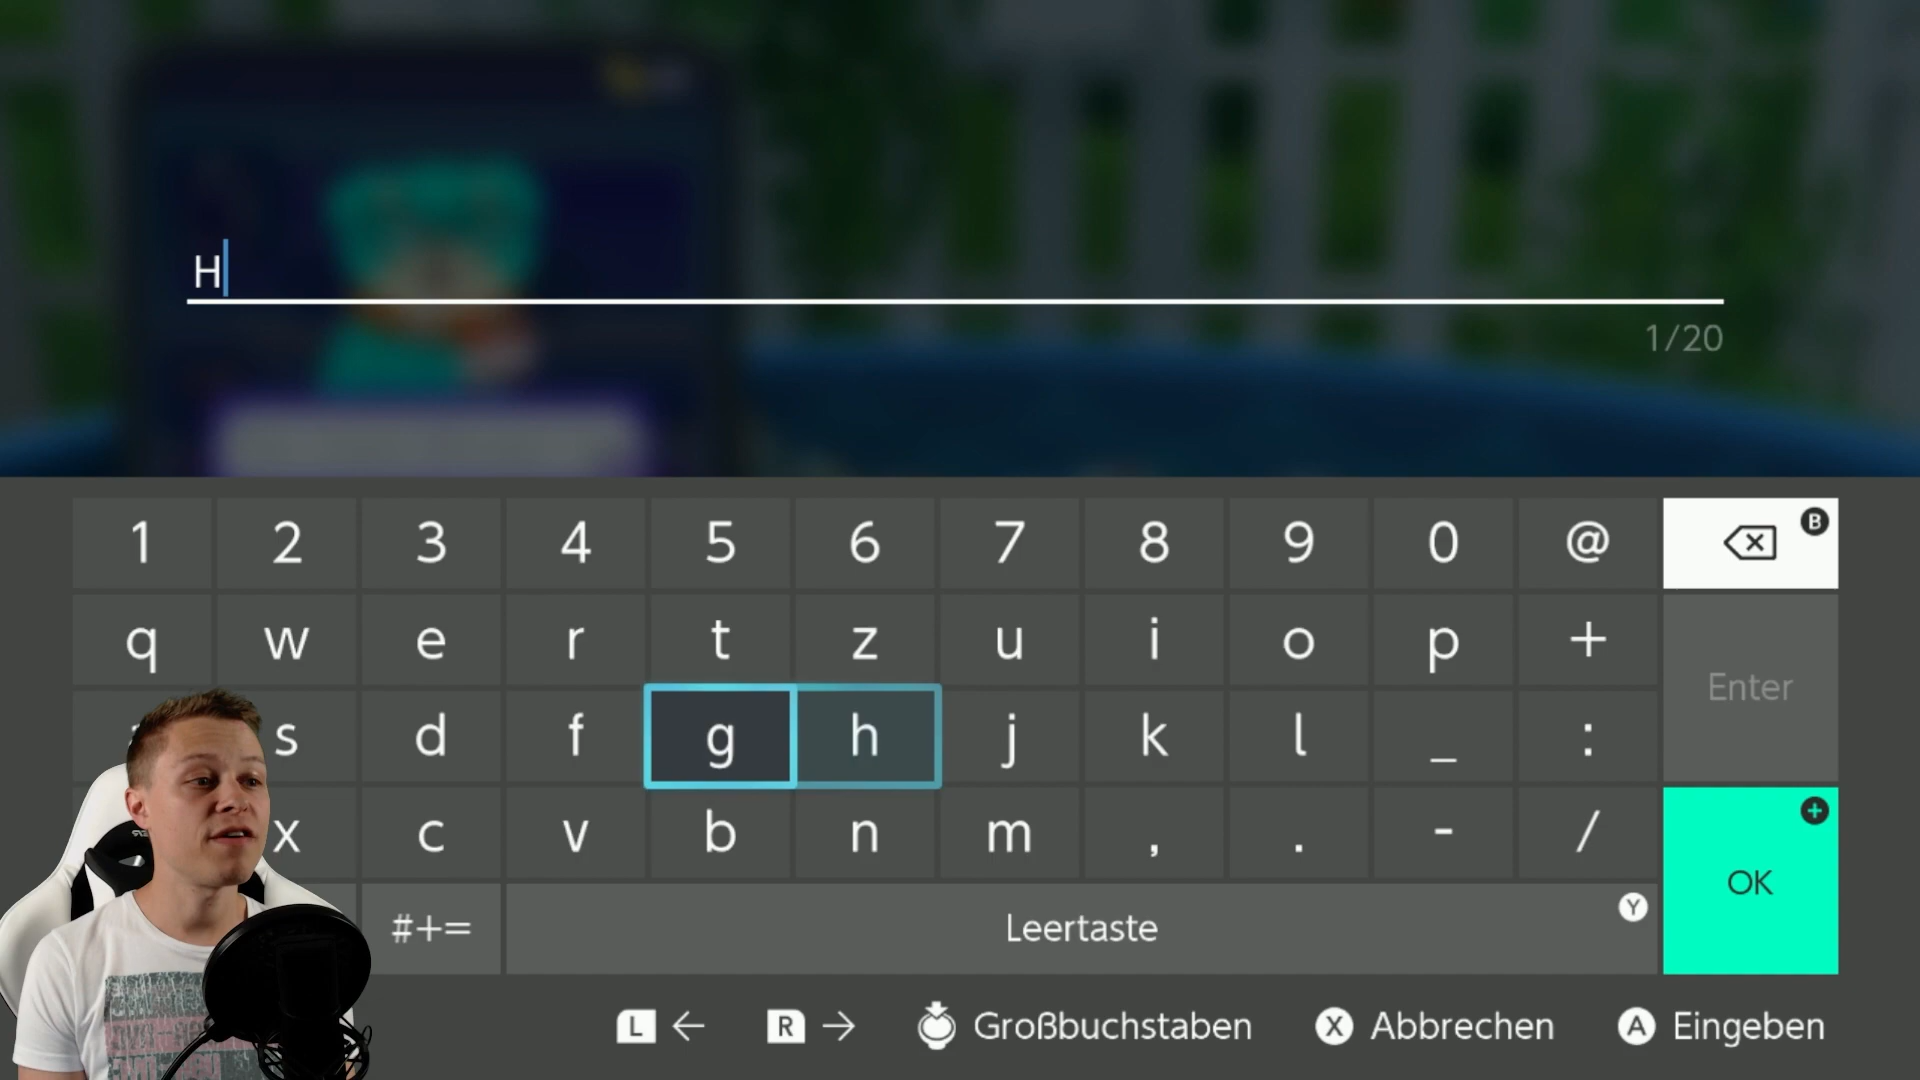 H
1/20
1 2 3 4 5 6 7 8 9 0 @ B
q w e r t z u i o p +
Enter
s d f g h j k l _ :
x c v b n m , . - / +
OK
#+= Leertaste Y
L ← R → Großbuchstaben X Abbrechen A Eingeben